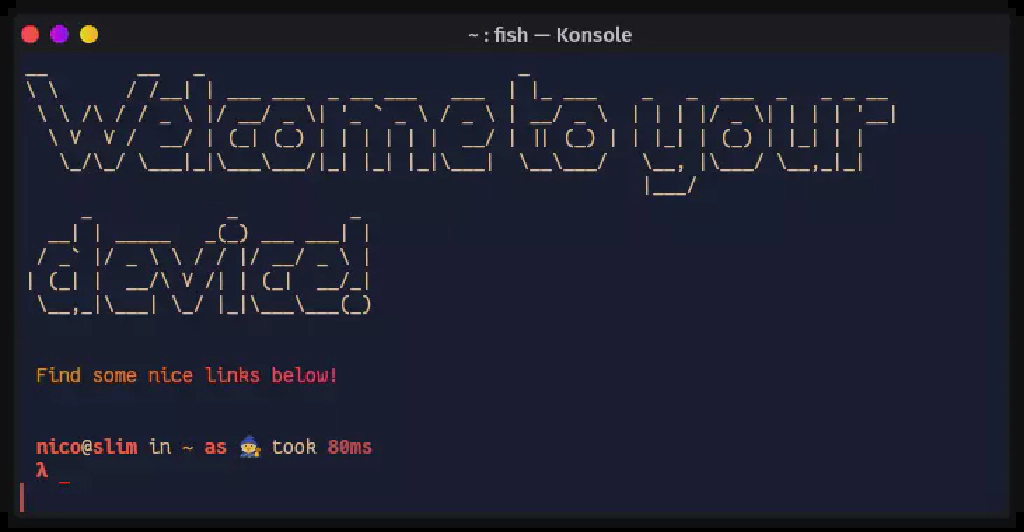 ~ : fish — Konsole
Welcome to your
device!
Find some nice links below!
nico@slim in ~ as 🧙 took 80ms
λ _